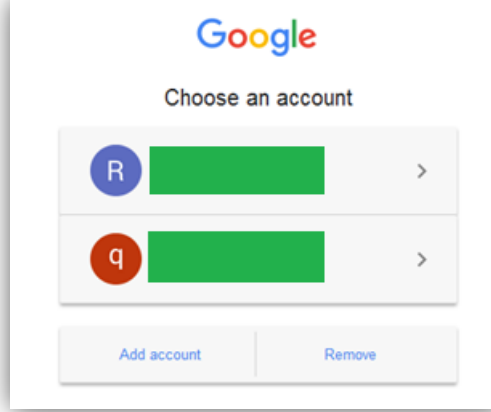 Google
Choose an account
R
q
Add account Remove